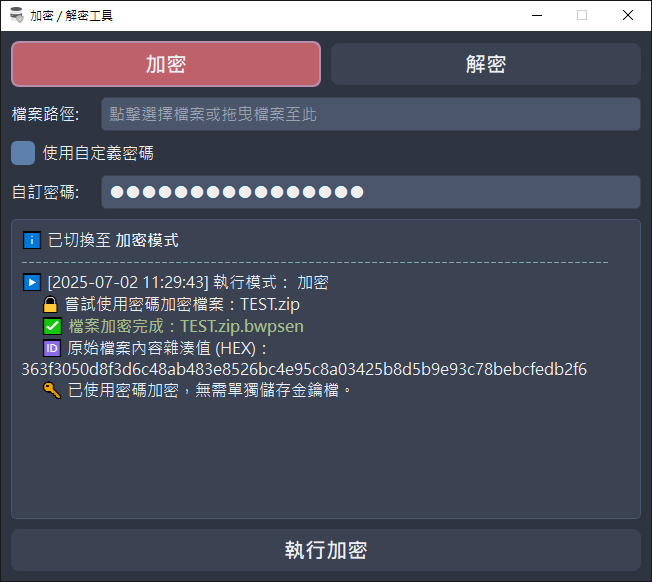 加密 / 解密工具
加密
解密
檔案路徑:
點擊選擇檔案或拖曳檔案至此
使用自定義密碼
自訂密碼:
●●●●●●●●●●●●●●●●
ℹ️ 已切換至 加密模式
------------------------------------------------------------------------------------
▶️ [2025-07-02 11:29:43] 執行模式： 加密
🔒 嘗試使用密碼加密檔案：TEST.zip
✅ 檔案加密完成：TEST.zip.bwpsen
🆔 原始檔案內容雜湊值 (HEX)：
363f3050d8f3d6c48ab483e8526bc4e95c8a03425b8d5b9e93c78bebcfedb2f6
🔑 已使用密碼加密，無需單獨儲存金鑰檔。
執行加密